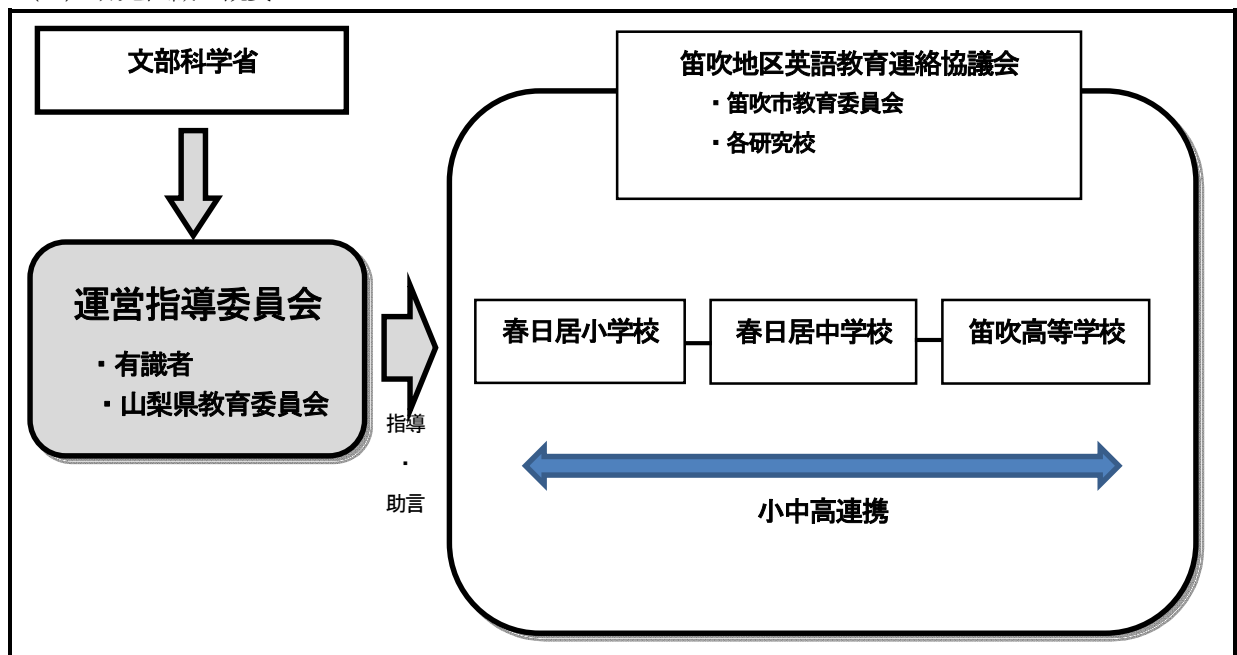 文部科学省
笛吹地区英語教育連絡協議会
・笛吹市教育委員会
・各研究校
運営指導委員会
・有識者
・山梨県教育委員会
指導
・
助言
春日居小学校
春日居中学校
笛吹高等学校
小中高連携